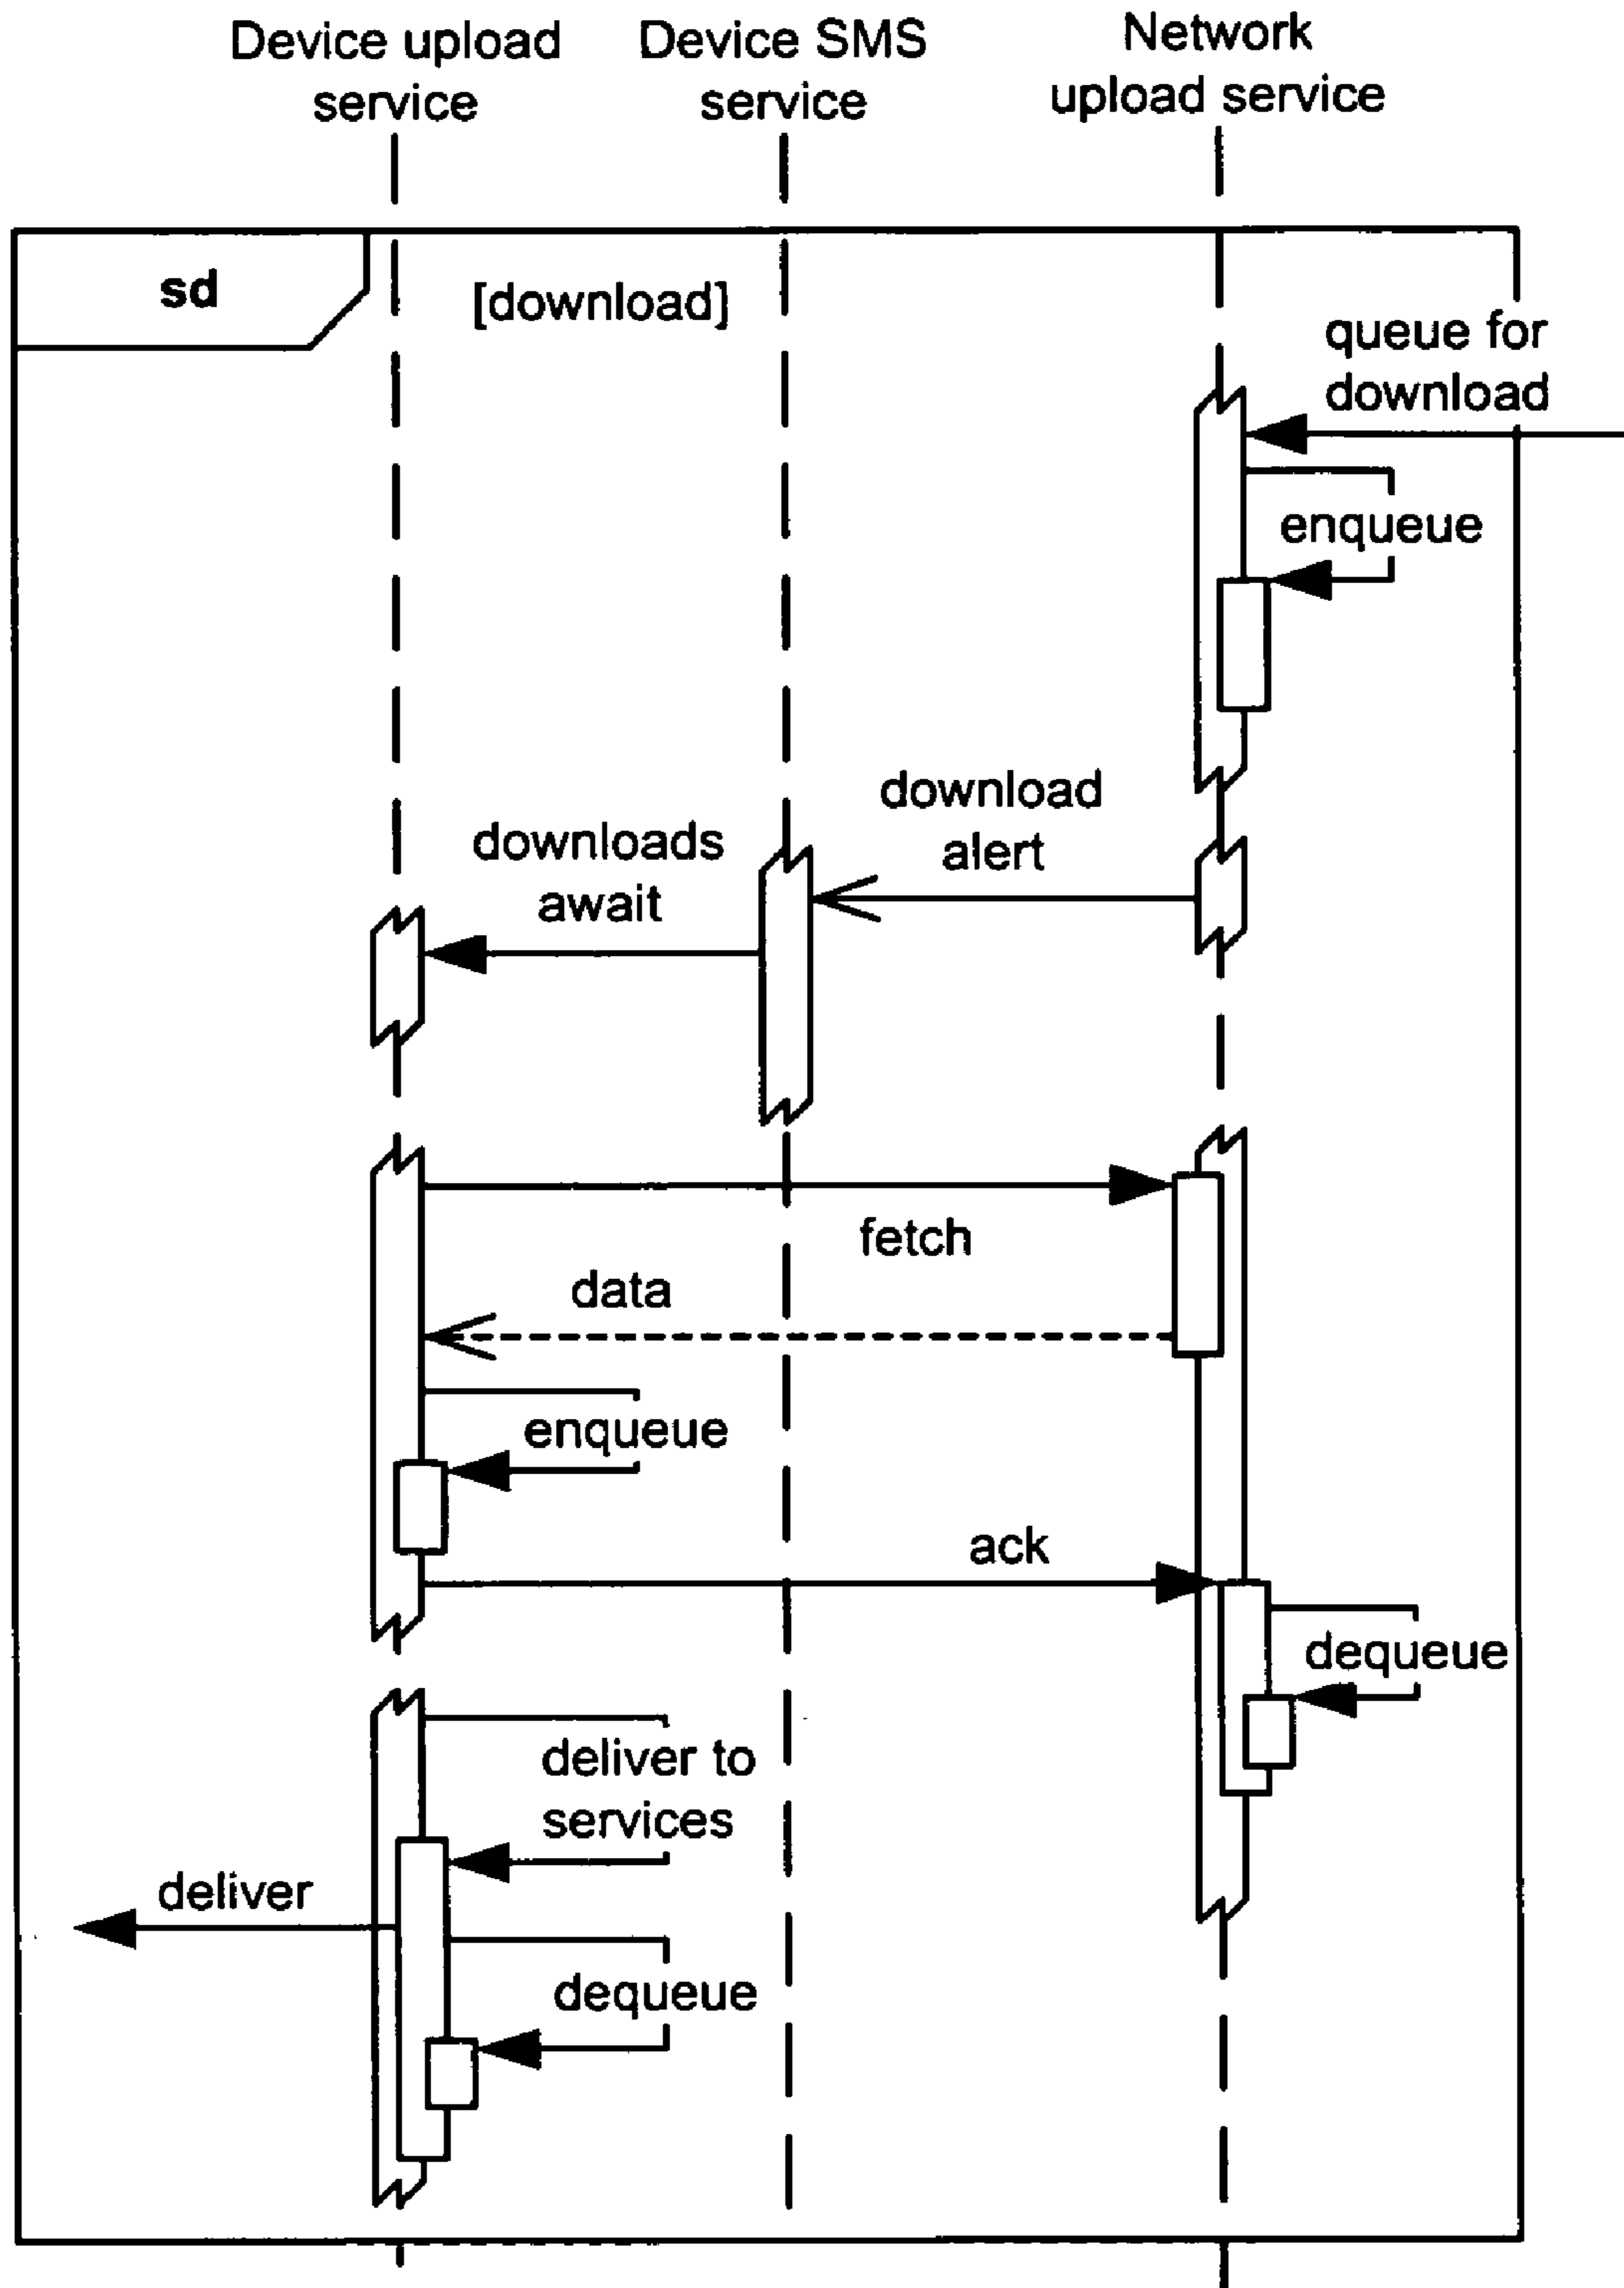 Device upload
service
Device SMS
service
Network
upload service
sd
[download]
queue for
download
enqueue
download
alert
downloads
await
fetch
data
enqueue
ack
dequeue
deliver to
services
deliver
dequeue